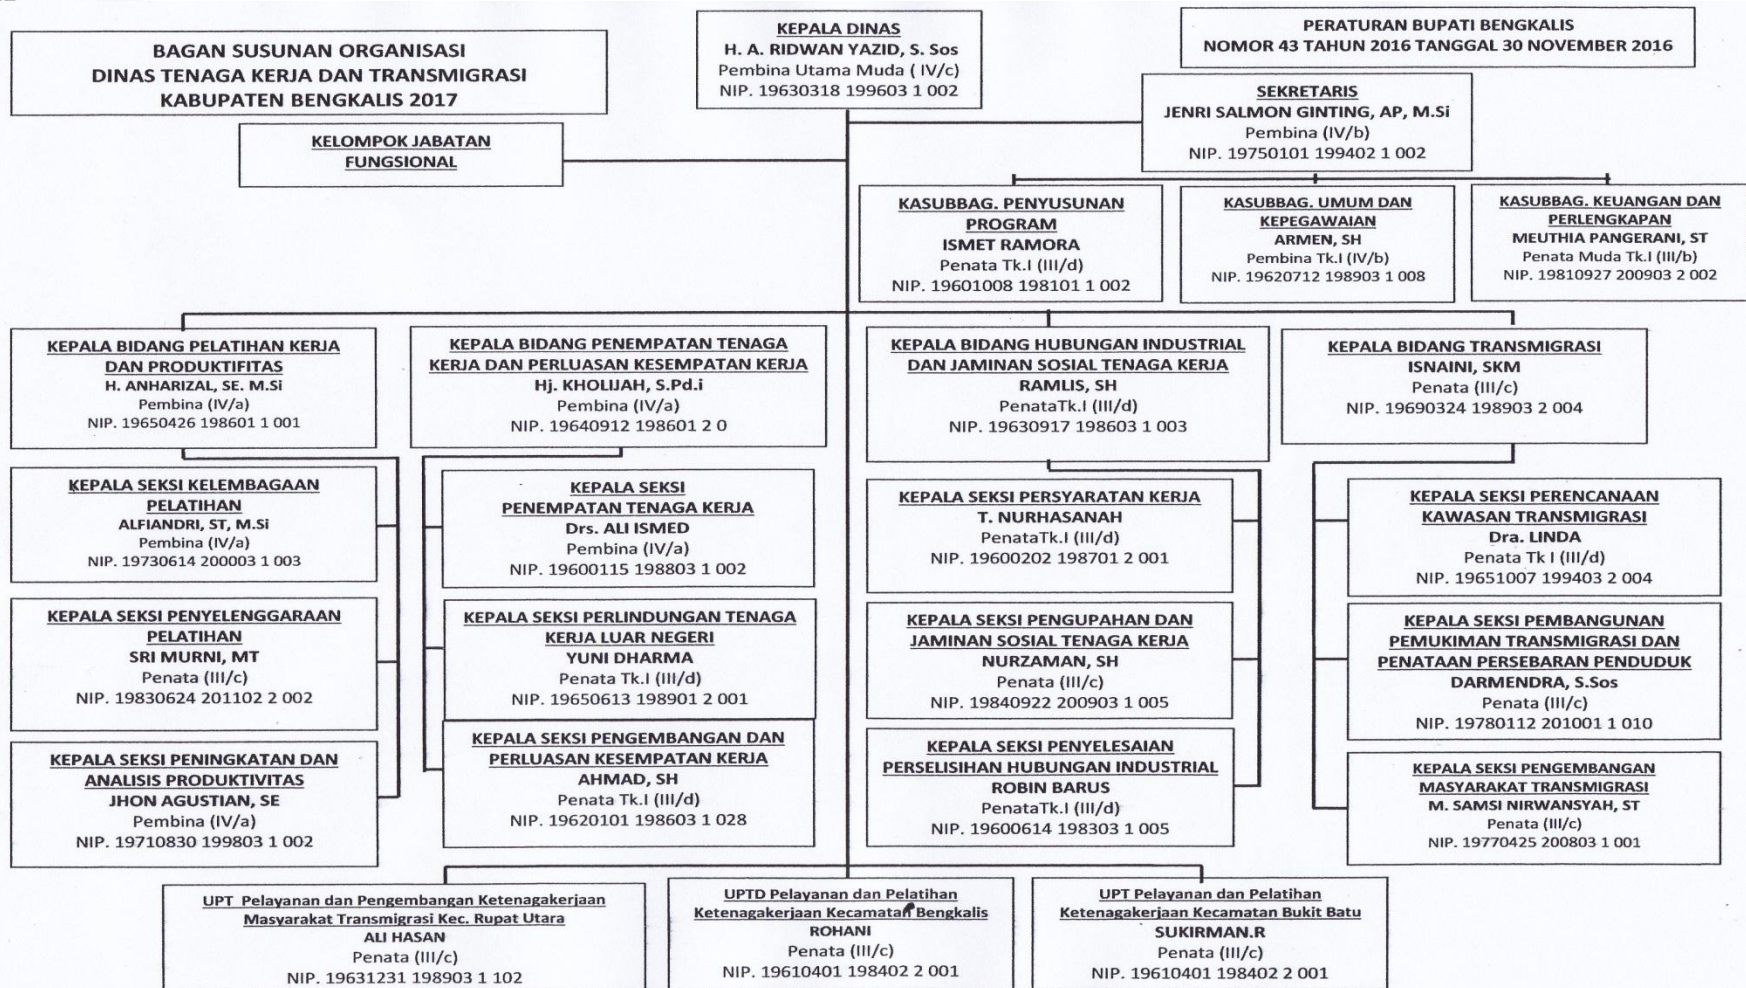 BAGAN SUSUNAN ORGANISASI
DINAS TENAGA KERJA DAN TRANSMIGRASI
KABUPATEN BENGKALIS 2017
KEPALA DINAS
H. A. RIDWAN YAZID, S. Sos
Pembina Utama Muda ( IV/c)
NIP. 19630318 199603 1 002
PERATURAN BUPATI BENGKALIS
NOMOR 43 TAHUN 2016 TANGGAL 30 NOVEMBER 2016
SEKRETARIS
JENRI SALMON GINTING, AP, M.Si
Pembina (IV/b)
NIP. 19750101 199402 1 002
KELOMPOK JABATAN
FUNGSIONAL
KASUBBAG. PENYUSUNAN
PROGRAM
ISMET RAMORA
Penata Tk.I (III/d)
NIP. 19601008 198101 1 002
KASUBBAG. UMUM DAN
KEPEGAWAIAN
ARMEN, SH
Pembina Tk.I (IV/b)
NIP. 19620712 198903 1 008
KASUBBAG. KEUANGAN DAN
PERLENGKAPAN
MEUTHIA PANGERANI, ST
Penata Muda Tk.I (III/b)
NIP. 19810927 200903 2 002
KEPALA BIDANG PELATIHAN KERJA
DAN PRODUKTIFITAS
H. ANHARIZAL, SE. M.Si
Pembina (IV/a)
NIP. 19650426 198601 1 001
KEPALA BIDANG PENEMPATAN TENAGA
KERJA DAN PERLUASAN KESEMPATAN KERJA
Hj. KHOLIJAH, S.Pd.i
Pembina (IV/a)
NIP. 19640912 198601 2 0
KEPALA BIDANG HUBUNGAN INDUSTRIAL
DAN JAMINAN SOSIAL TENAGA KERJA
RAMLIS, SH
PenataTk.I (III/d)
NIP. 19630917 198603 1 003
KEPALA BIDANG TRANSMIGRASI
ISNAINI, SKM
Penata (III/c)
NIP. 19690324 198903 2 004
KEPALA SEKSI KELEMBAGAAN
PELATIHAN
ALFIANDRI, ST, M.Si
Pembina (IV/a)
NIP. 19730614 200003 1 003
KEPALA SEKSI
PENEMPATAN TENAGA KERJA
Drs. ALI ISMED
Pembina (IV/a)
NIP. 19600115 198803 1 002
KEPALA SEKSI PERSYARATAN KERJA
T. NURHASANAH
PenataTk.I (III/d)
NIP. 19600202 198701 2 001
KEPALA SEKSI PERENCANAAN
KAWASAN TRANSMIGRASI
Dra. LINDA
Penata Tk I (III/d)
NIP. 19651007 199403 2 004
KEPALA SEKSI PENYELENGGARAAN
PELATIHAN
SRI MURNI, MT
Penata (III/c)
NIP. 19830624 201102 2 002
KEPALA SEKSI PERLINDUNGAN TENAGA
KERJA LUAR NEGERI
YUNI DHARMA
Penata Tk.I (III/d)
NIP. 19650613 198901 2 001
KEPALA SEKSI PENGUPAHAN DAN
JAMINAN SOSIAL TENAGA KERJA
NURZAMAN, SH
Penata (III/c)
NIP. 19840922 200903 1 005
KEPALA SEKSI PEMBANGUNAN
PEMUKIMAN TRANSMIGRASI DAN
PENATAAN PERSEBARAN PENDUDUK
DARMENDRA, S.Sos
Penata (III/c)
NIP. 19780112 201001 1 010
KEPALA SEKSI PENINGKATAN DAN
ANALISIS PRODUKTIVITAS
JHON AGUSTIAN, SE
Pembina (IV/a)
NIP. 19710830 199803 1 002
KEPALA SEKSI PENGEMBANGAN DAN
PERLUASAN KESEMPATAN KERJA
AHMAD, SH
Penata Tk.I (III/d)
NIP. 19620101 198603 1 028
KEPALA SEKSI PENYELESAIAN
PERSELISIHAN HUBUNGAN INDUSTRIAL
ROBIN BARUS
PenataTk.I (III/d)
NIP. 19600614 198303 1 005
KEPALA SEKSI PENGEMBANGAN
MASYARAKAT TRANSMIGRASI
M. SAMSI NIRWANSYAH, ST
Penata (III/c)
NIP. 19770425 200803 1 001
UPT Pelayanan dan Pengembangan Ketenagakerjaan
Masyarakat Transmigrasi Kec. Rupat Utara
ALI HASAN
Penata (III/c)
NIP. 19631231 198903 1 102
UPTD Pelayanan dan Pelatihan
Ketenagakerjaan Kecamatan Bengkalis
ROHANI
Penata (III/c)
NIP. 19610401 198402 2 001
UPT Pelayanan dan Pelatihan
Ketenagakerjaan Kecamatan Bukit Batu
SUKIRMAN.R
Penata (III/c)
NIP. 19610401 198402 2 001